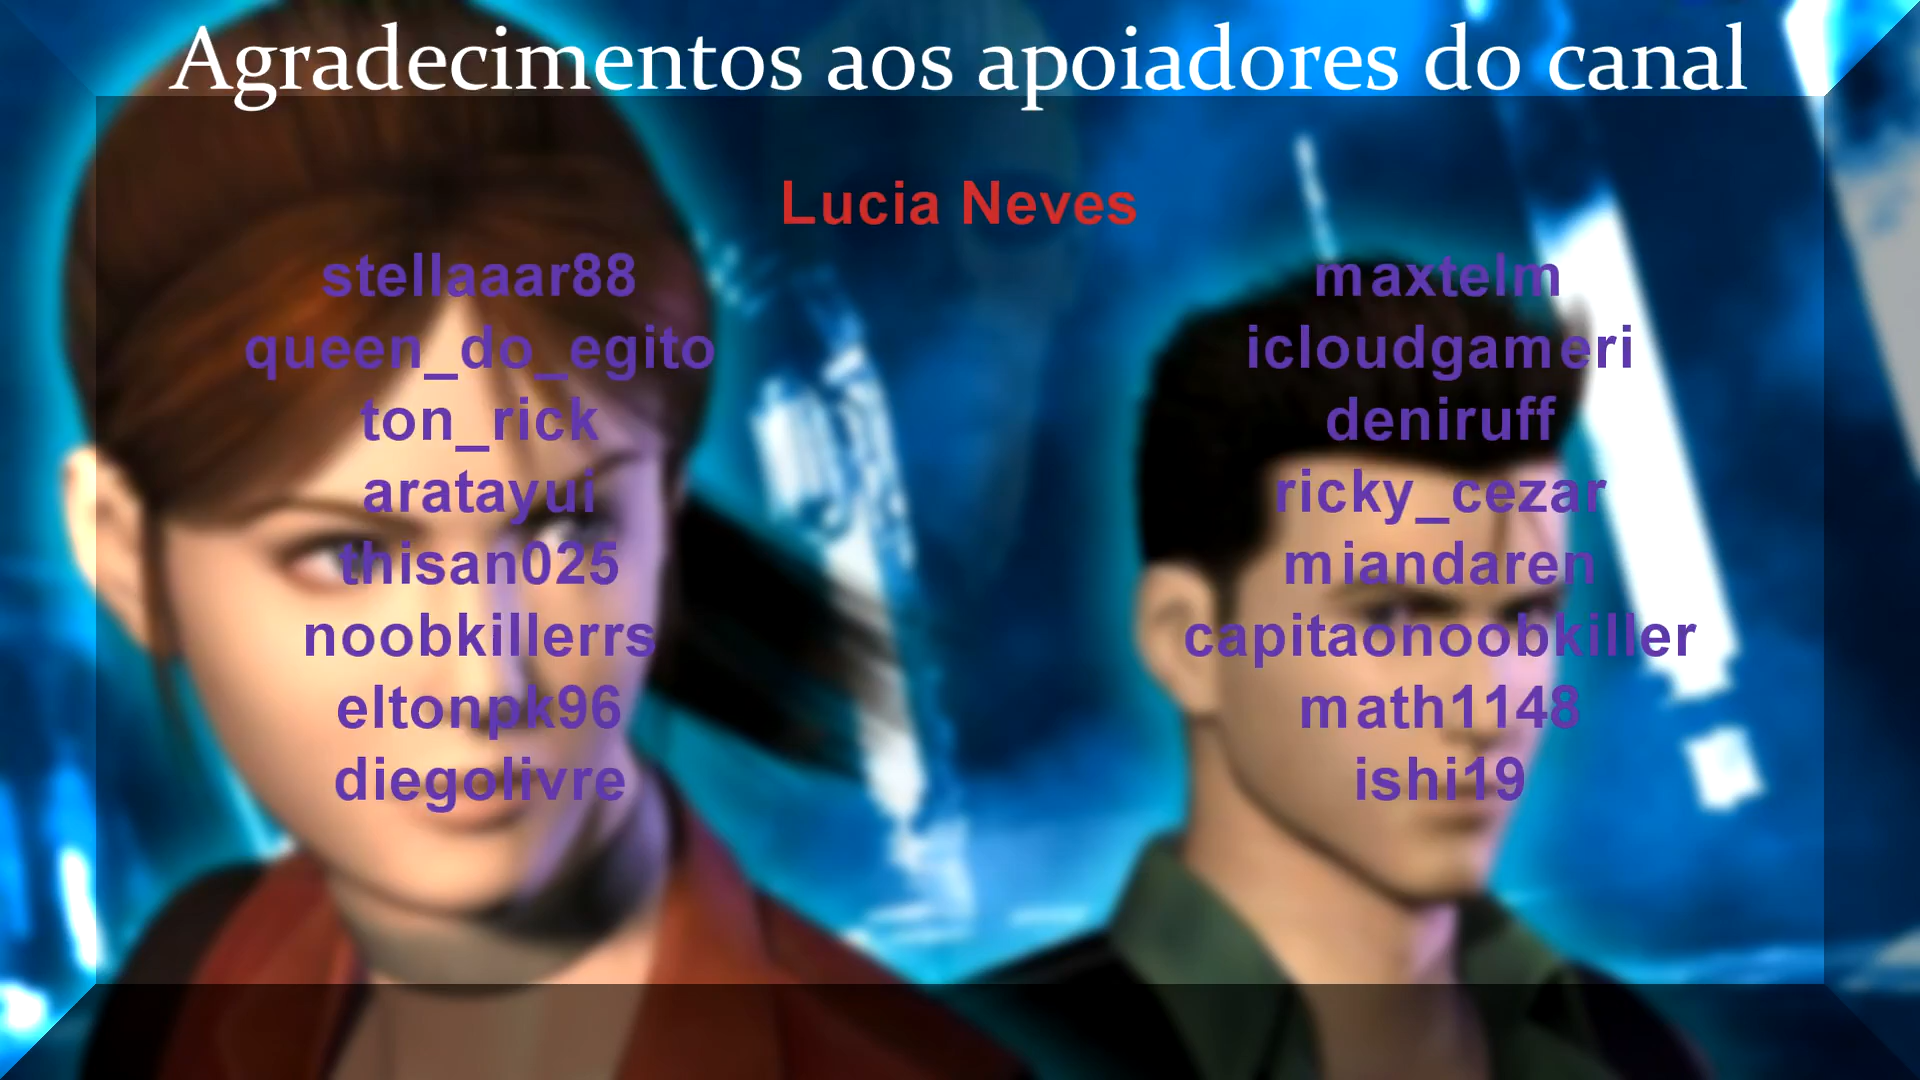 Agradecimentos aos apoiadores do canal
Lucia Neves
stellaaar88
maxtelm
queen_do_egito
icloudgameri
ton_rick
deniruff
aratayui
ricky_cezar
thisan025
miandaren
noobkillerrs
capitaonoobkiller
eltonpk96
math1148
diegolivre
ishi19